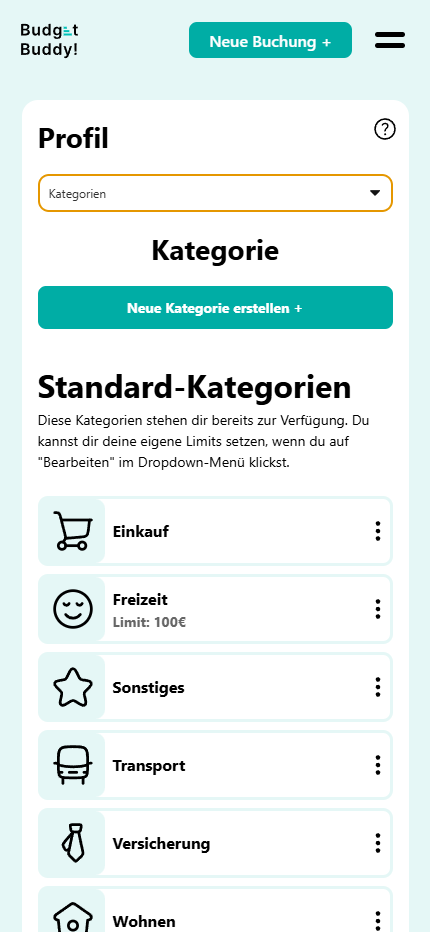 Budget
Buddy!
Neue Buchung +
Profil
Kategorien
Kategorie
Neue Kategorie erstellen +
Standard-Kategorien
Diese Kategorien stehen dir bereits zur Verfügung. Du
kannst dir deine eigene Limits setzen, wenn du auf
"Bearbeiten" im Dropdown-Menü klickst.
Einkauf
Freizeit
Limit: 100€
Sonstiges
Transport
Versicherung
Wohnen